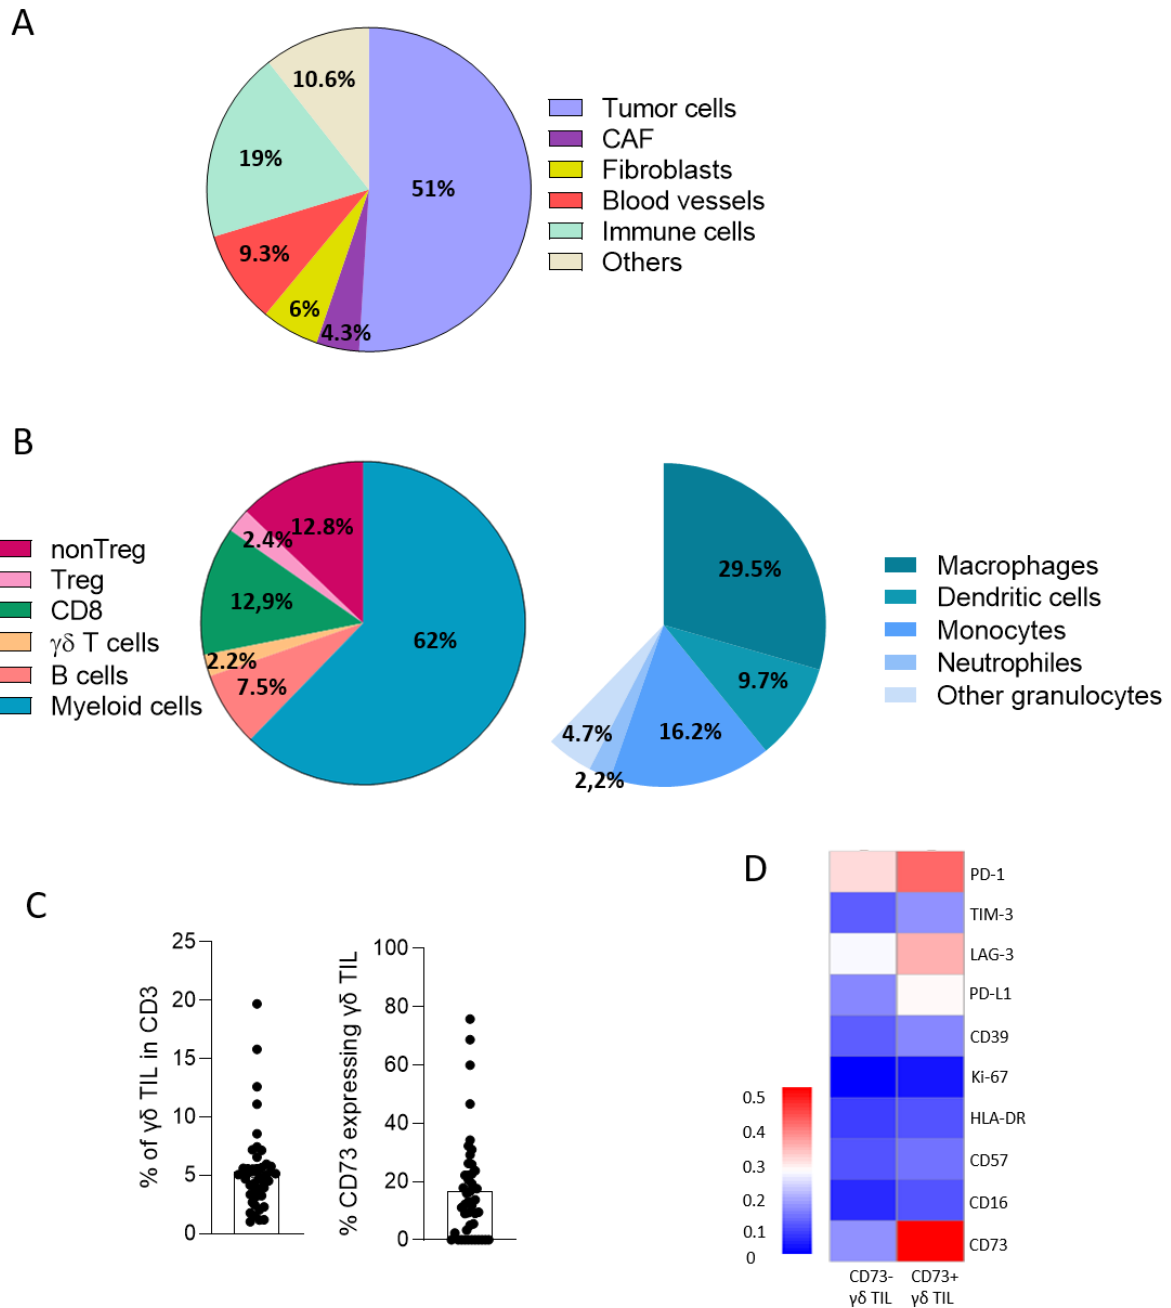 A
10.6%
19%
51%
9.3%
6%
4.3%
Tumor cells
CAF
Fibroblasts
Blood vessels
Immune cells
Others
B
nonTreg
Treg
CD8
γδ T cells
B cells
Myeloid cells
12.8%
2.4%
12,9%
2.2%
7.5%
62%
29.5%
9.7%
16.2%
4.7%
2,2%
Macrophages
Dendritic cells
Monocytes
Neutrophiles
Other granulocytes
C
% of γδ TIL in CD3
25
20
15
10
5
0
% CD73 expressing γδ TIL
100
80
60
40
20
0
D
PD-1
TIM-3
LAG-3
PD-L1
CD39
Ki-67
HLA-DR
CD57
CD16
CD73
0.5
0.4
0.3
0.2
0.1
0
CD73-
γδ TIL
CD73+
γδ TIL